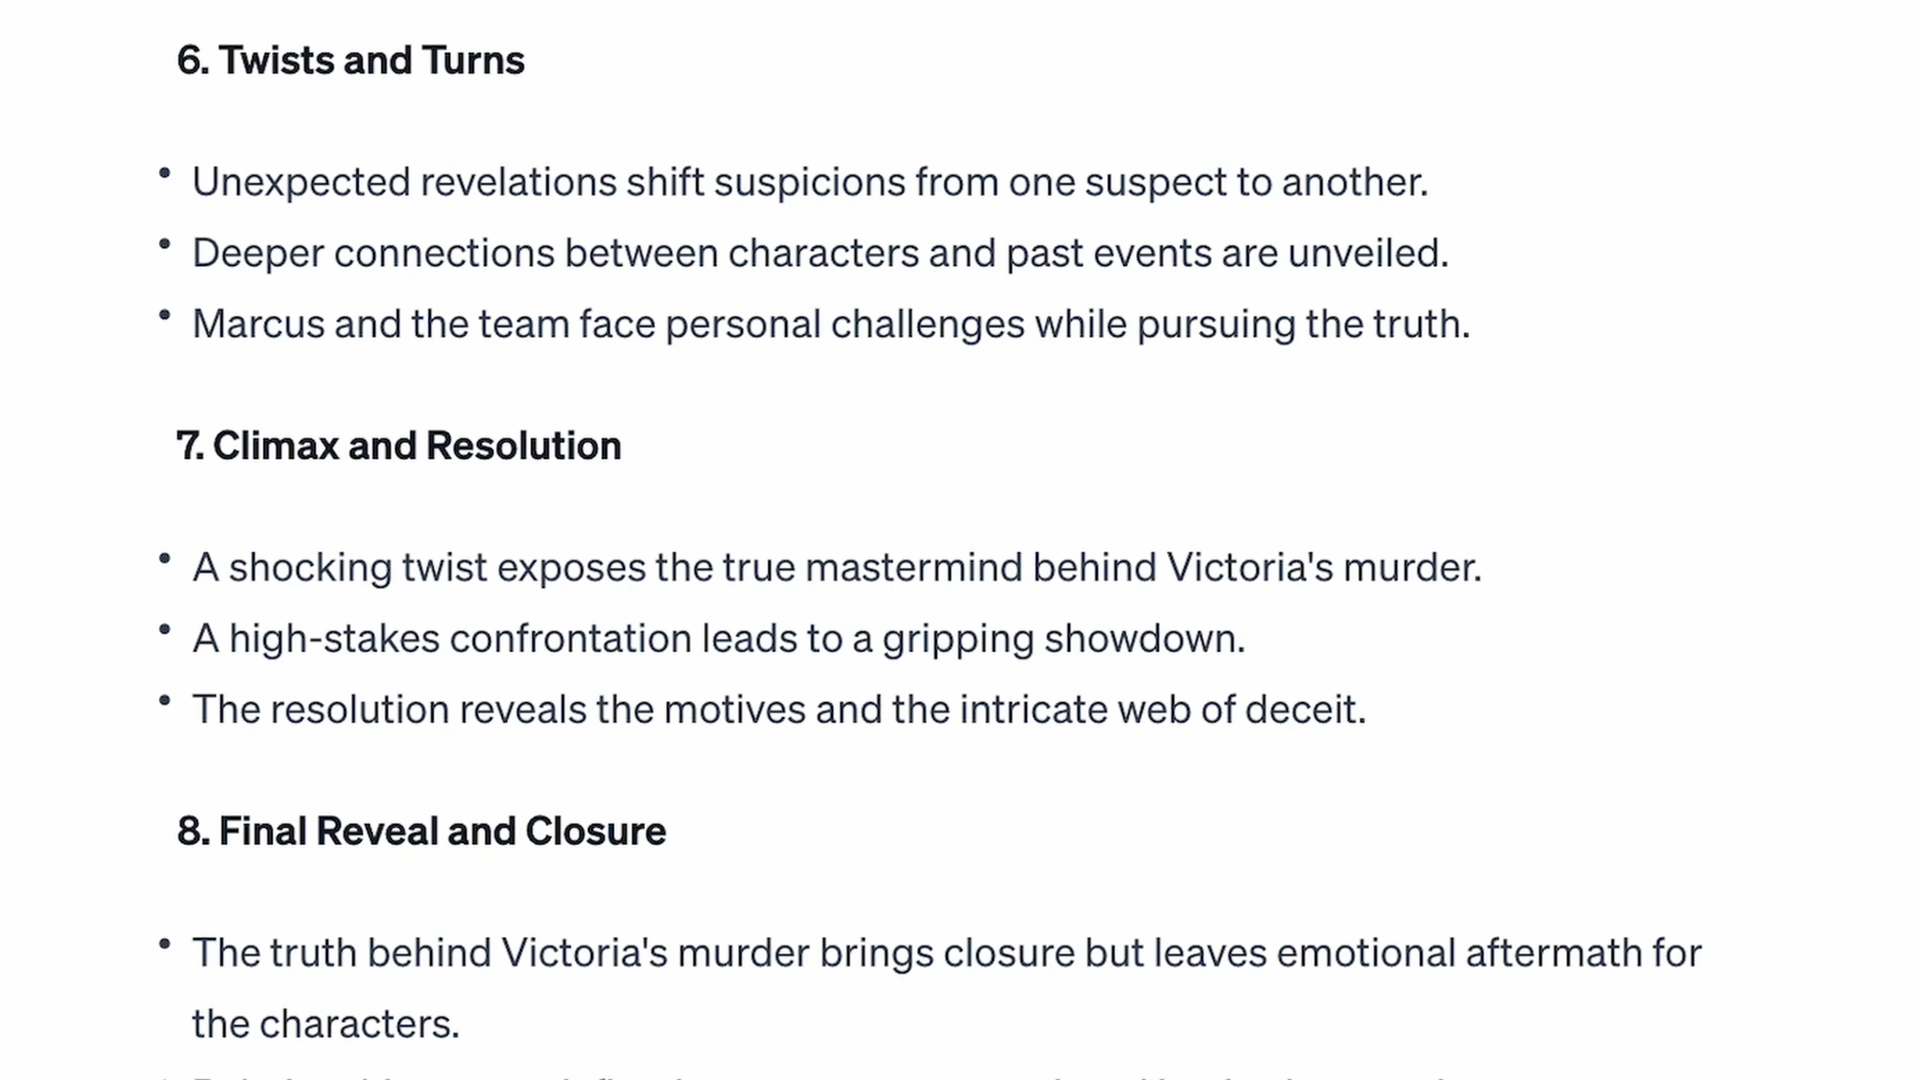 6. Twists and Turns
• Unexpected revelations shift suspicions from one suspect to another.
• Deeper connections between characters and past events are unveiled.
• Marcus and the team face personal challenges while pursuing the truth.
7. Climax and Resolution
• A shocking twist exposes the true mastermind behind Victoria's murder.
• A high-stakes confrontation leads to a gripping showdown.
• The resolution reveals the motives and the intricate web of deceit.
8. Final Reveal and Closure
• The truth behind Victoria's murder brings closure but leaves emotional aftermath for
the characters.